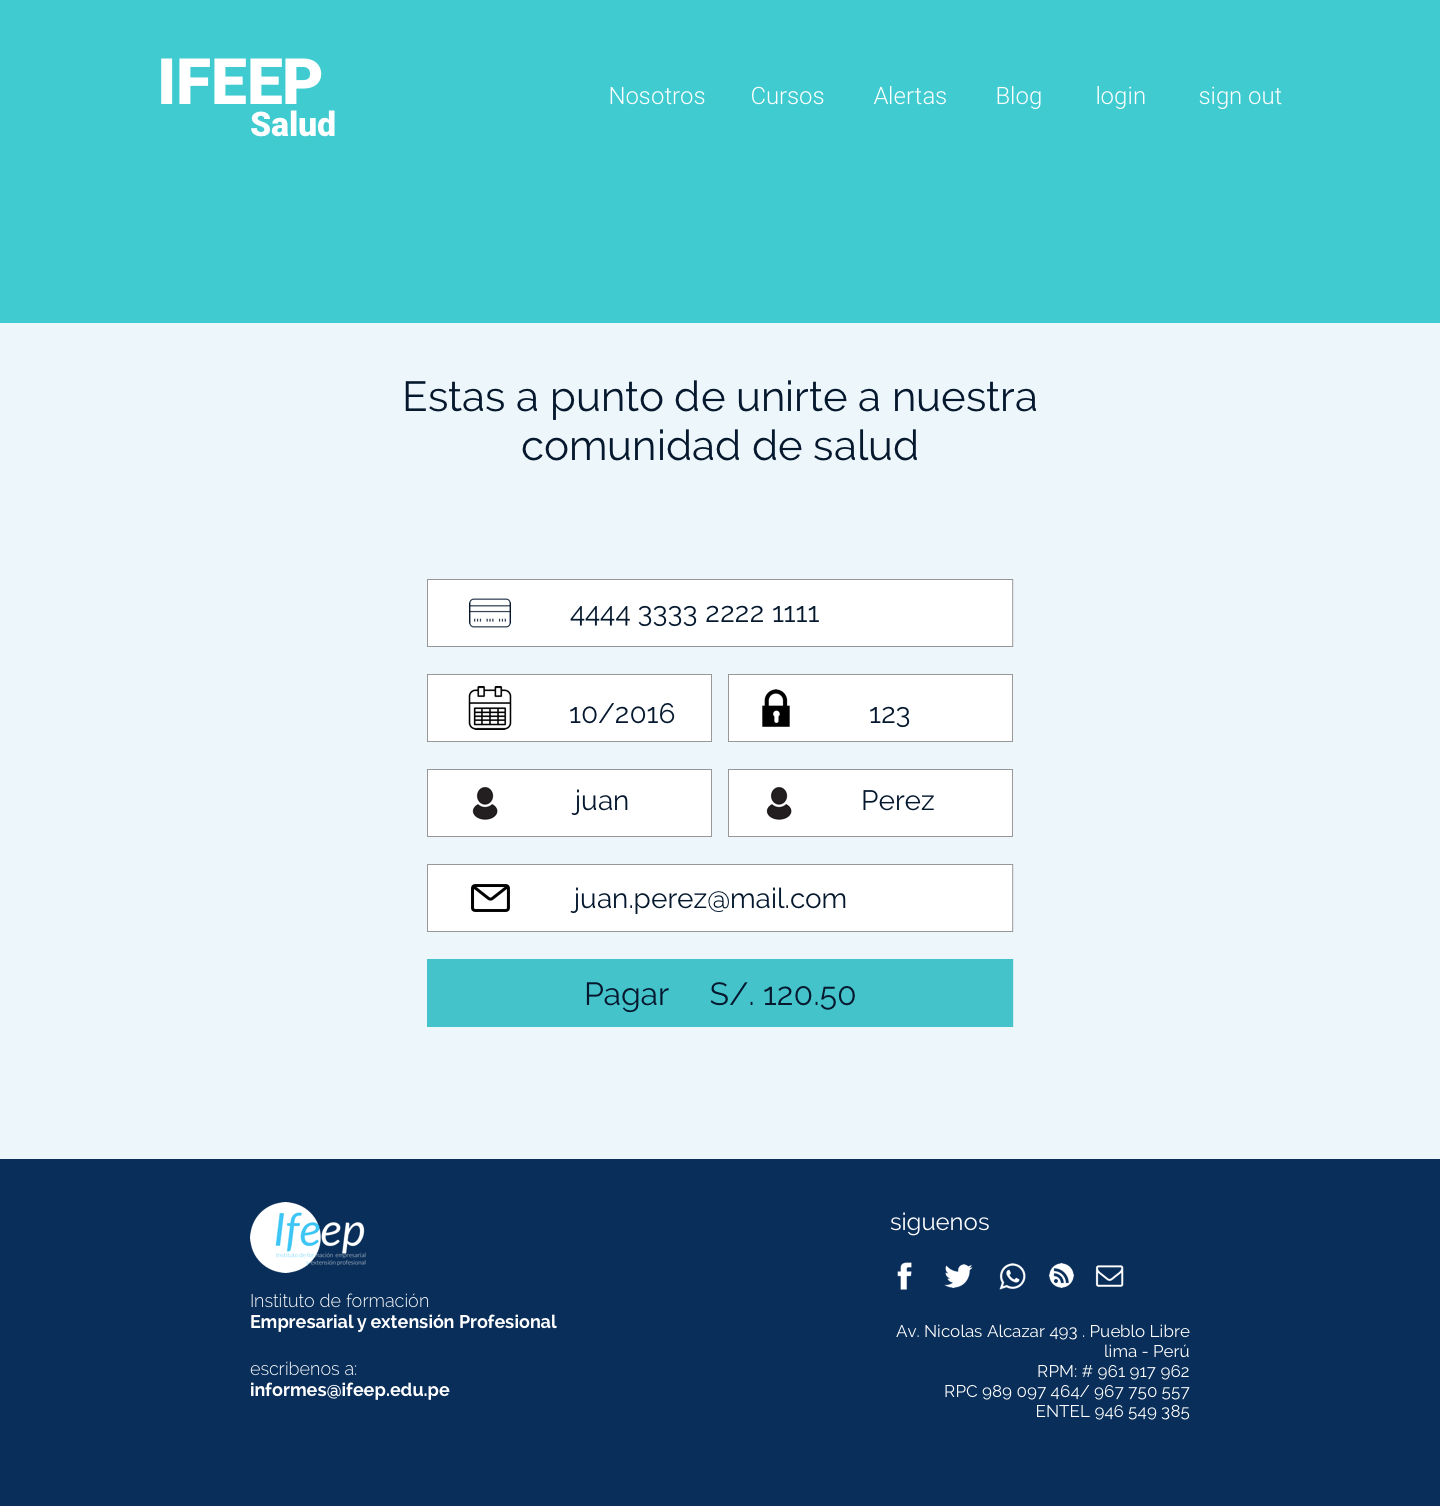 IFEEP
Salud
Nosotros Cursos Alertas Blog login sign out
Estas a punto de unirte a nuestra
comunidad de salud
4444 3333 2222 1111
10/2016 123
juan Perez
juan.perez@mail.com
Pagar S/. 120.50
Ifeep
Instituto de formación empresarial
extensión profesional
Instituto de formación
Empresarial y extensión Profesional
escribenos a:
informes@ifeep.edu.pe
siguenos
Av. Nicolas Alcazar 493 . Pueblo Libre
lima - Perú
RPM: # 961 917 962
RPC 989 097 464/ 967 750 557
ENTEL 946 549 385